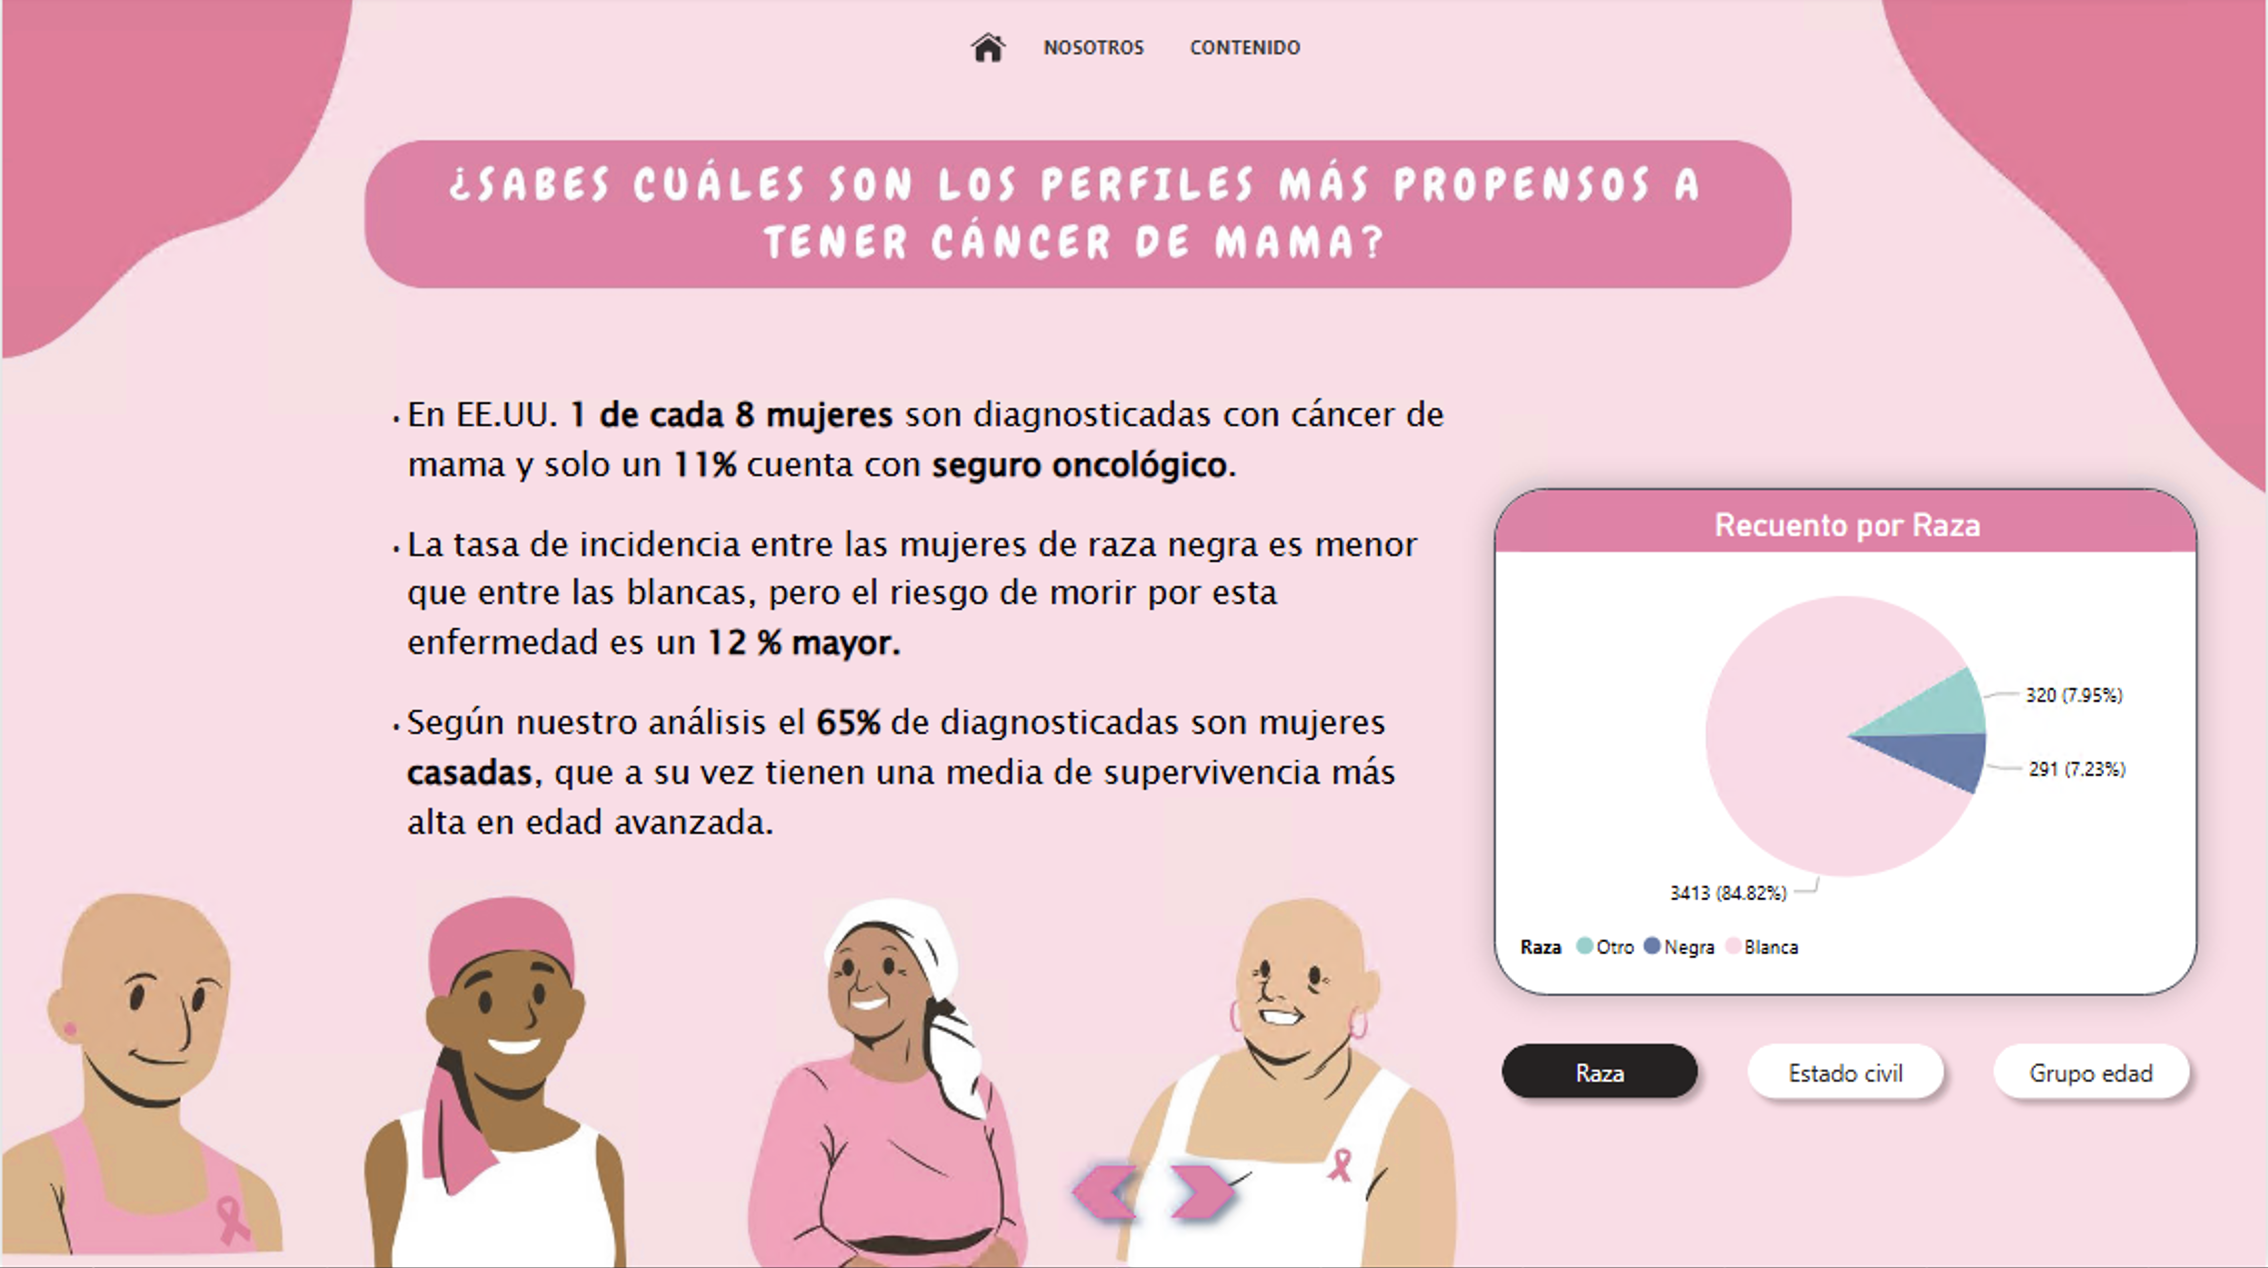 NOSOTROS CONTENIDO
¿SABES CUÁLES SON LOS PERFILES MÁS PROPENSOS A
TENER CÁNCER DE MAMA?
· En EE.UU. 1 de cada 8 mujeres son diagnosticadas con cáncer de
mama y solo un 11% cuenta con seguro oncológico.
· La tasa de incidencia entre las mujeres de raza negra es menor
que entre las blancas, pero el riesgo de morir por esta
enfermedad es un 12 % mayor.
· Según nuestro análisis el 65% de diagnosticadas son mujeres
casadas, que a su vez tienen una media de supervivencia más
alta en edad avanzada.
Recuento por Raza
320 (7.95%)
291 (7.23%)
3413 (84.82%)
Raza Otro Negra Blanca
Raza Estado civil Grupo edad